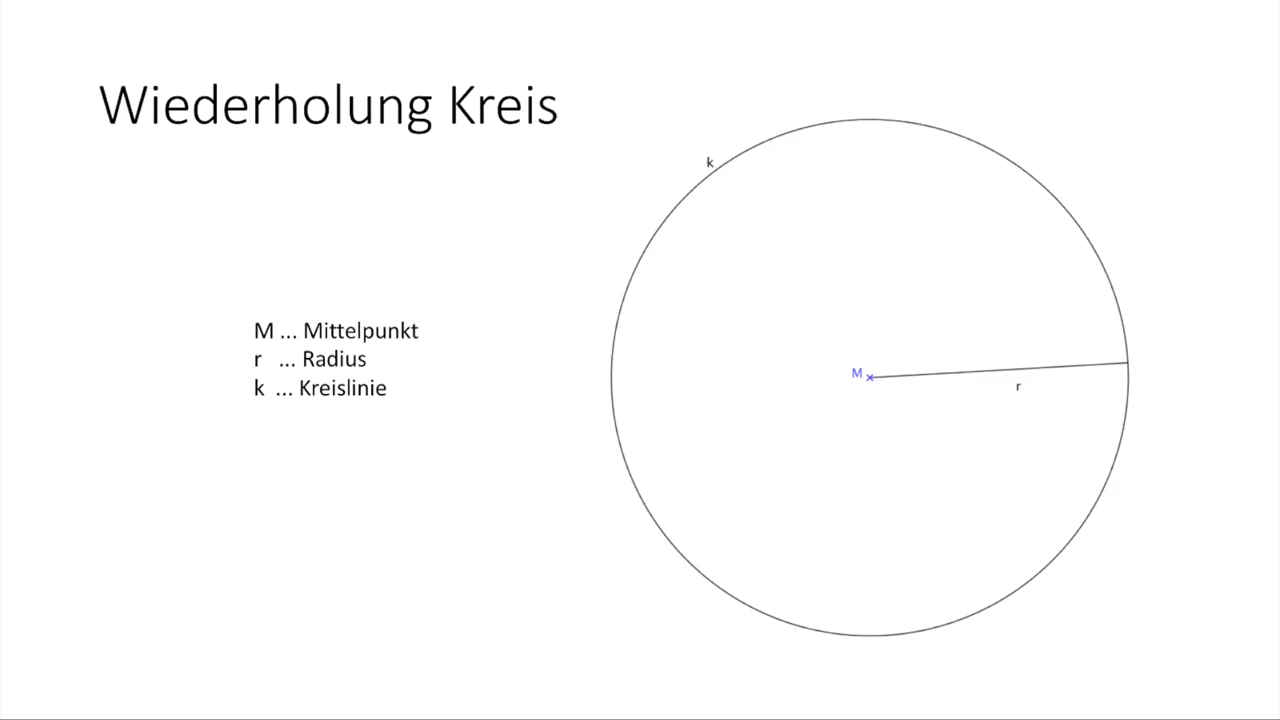 Wiederholung Kreis
k
M ... Mittelpunkt
r ... Radius
k ... Kreislinie
M
r